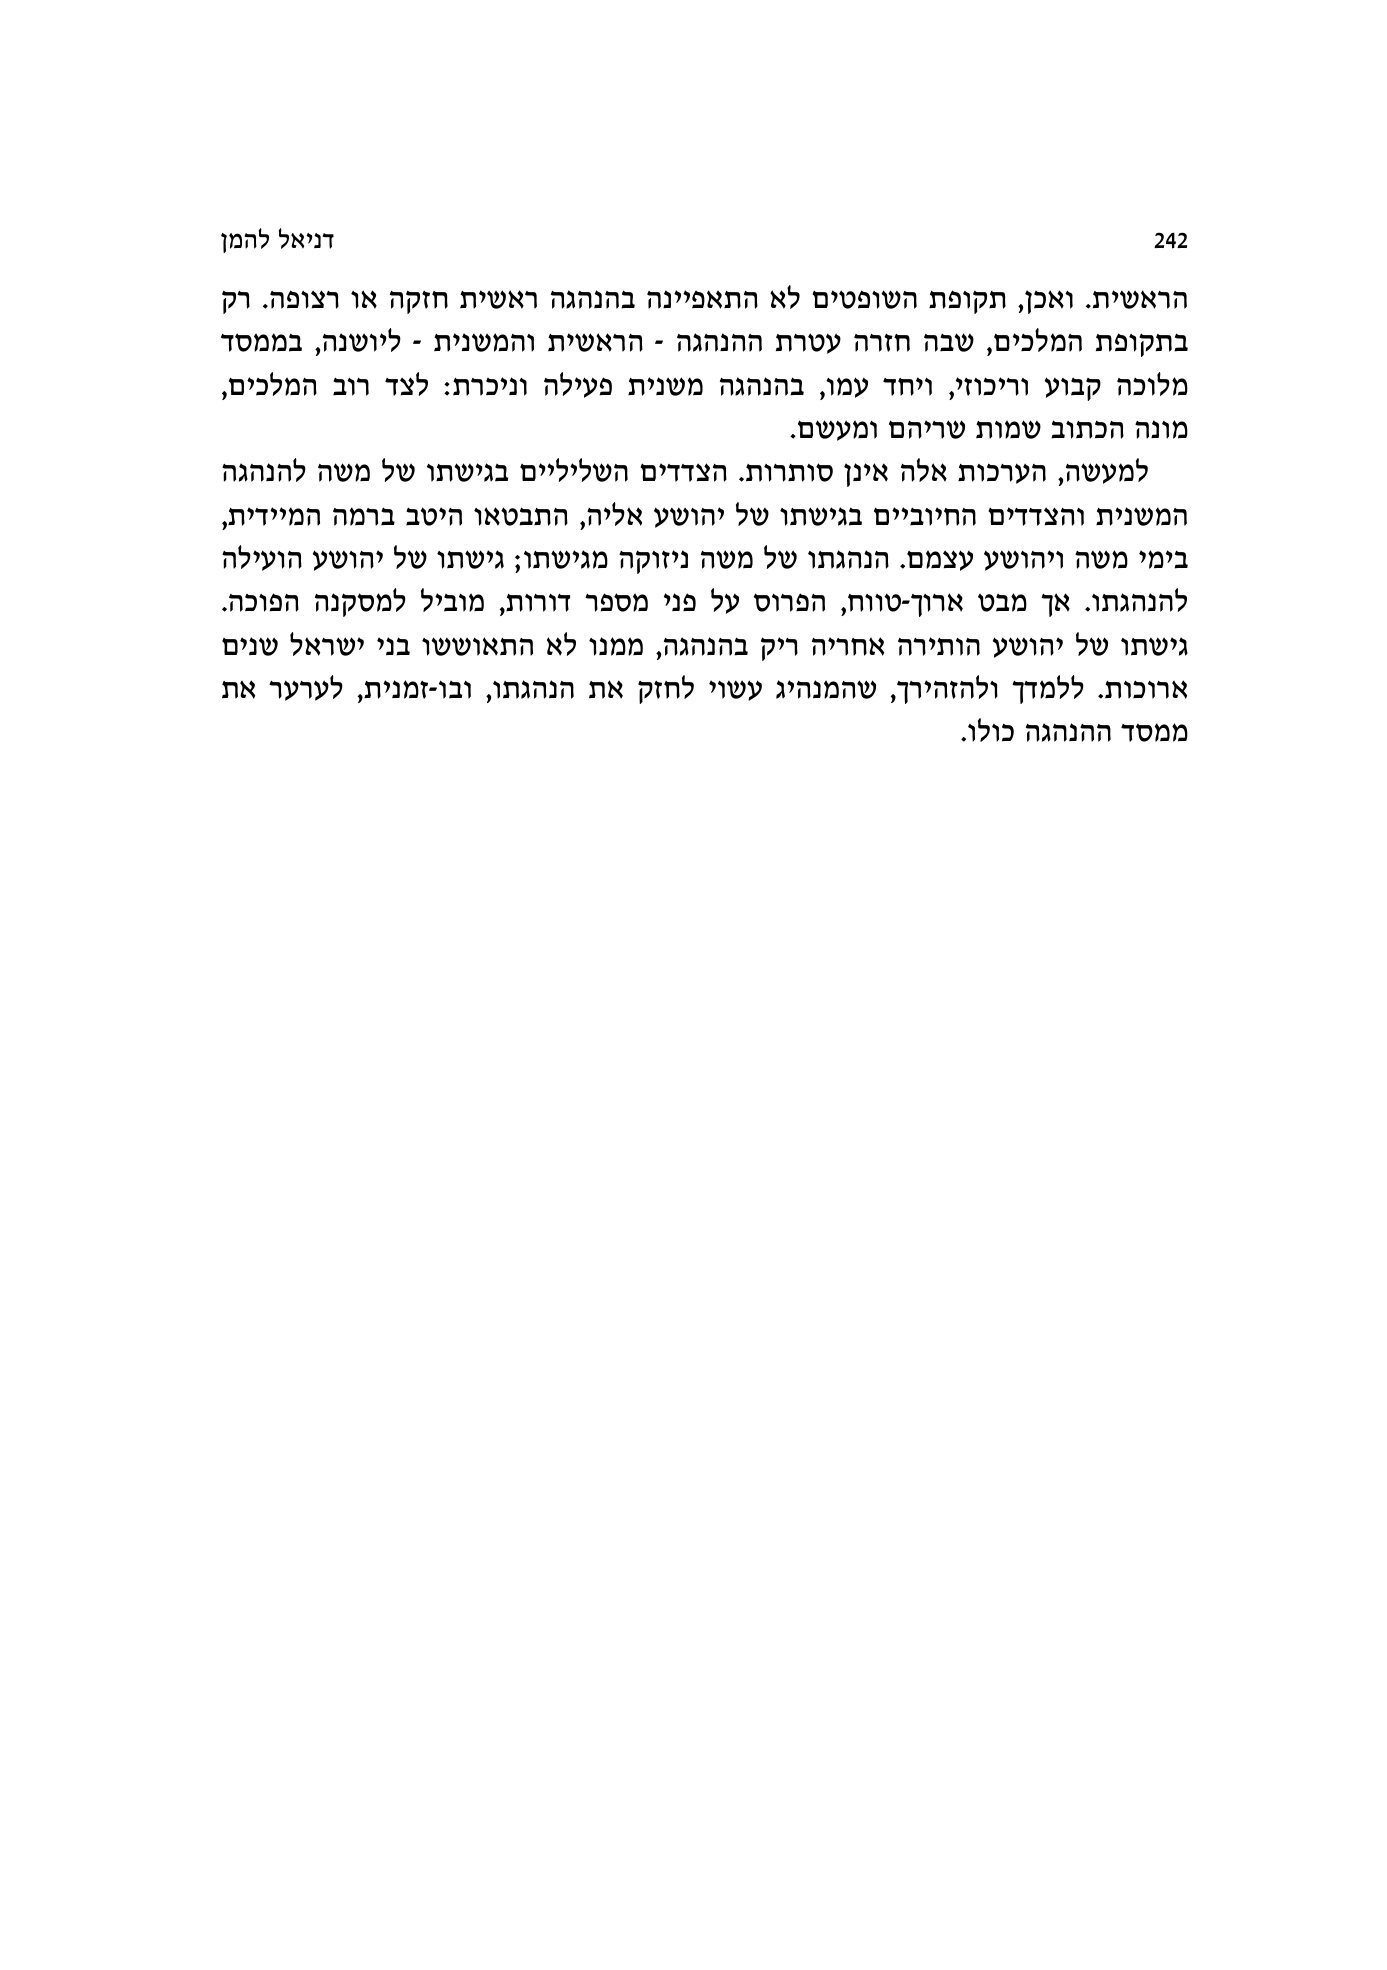 242 דניאל להמן
הראשית. ואכן, תקופת השופטים לא התאפיינה בהנהגה ראשית חזקה או רצופה. רק
בתקופת המלכים, שבה חזרה עטרת ההנהגה - הראשית והמשנית - ליושנה, בממסד
מלוכה קבוע וריכוזי, ויחד עמו, בהנהגה משנית פעילה וניכרת: לצד רוב המלכים,
מונה הכתוב שמות שריהם ומעשם.
למעשה, הערכות אלה אינן סותרות. הצדדים השליליים בגישתו של משה להנהגה
המשנית והצדדים החיוביים בגישתו של יהושע אליה, התבטאו היטב ברמה המיידית,
בימי משה ויהושע עצמם. הנהגתו של משה ניזוקה מגישתו; גישתו של יהושע הועילה
להנהגתו. אך מבט ארוך-טווח, הפרוס על פני מספר דורות, מוביל למסקנה הפוכה.
גישתו של יהושע הותירה אחריה ריק בהנהגה, ממנו לא התאוששו בני ישראל שנים
ארוכות. ללמדך ולהזהירך, שהמנהיג עשוי לחזק את הנהגתו, ובו-זמנית, לערער את
ממסד ההנהגה כולו.